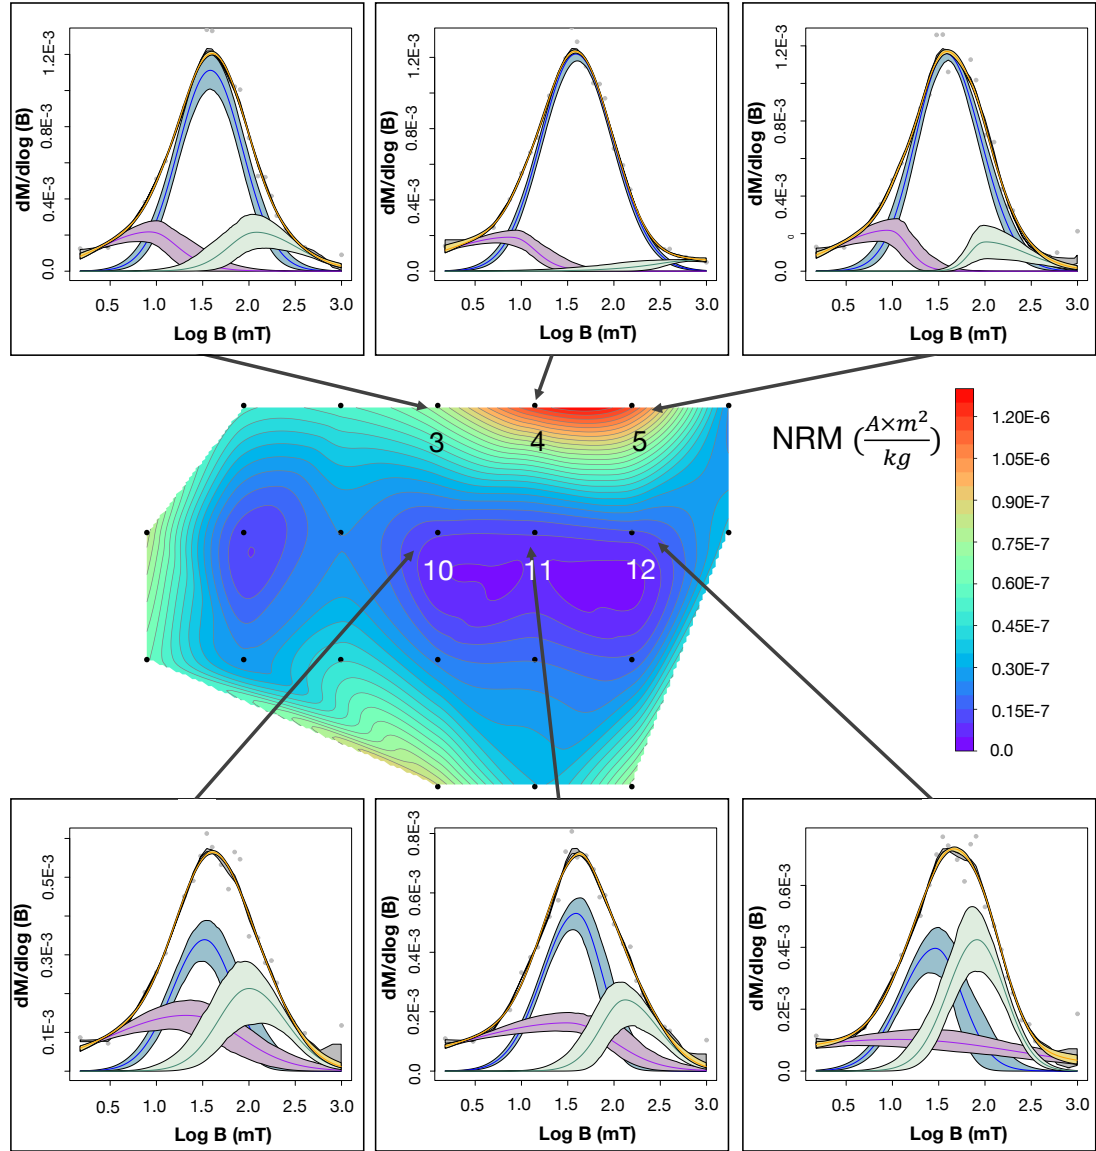 dM/dlog (B)
0.0 0.4E-3 0.8E-3 1.2E-3
0.5 1.0 1.5 2.0 2.5 3.0
Log B (mT)
dM/dlog (B)
0.0 0.4E-3 0.8E-3 1.2E-3
0.5 1.0 1.5 2.0 2.5 3.0
Log B (mT)
dM/dlog (B)
0.0 0.4E-3 0.8E-3 1.2E-3
0.5 1.0 1.5 2.0 2.5 3.0
Log B (mT)
3 4 5
10 11 12
NRM (A×m²/kg)
1.20E-6
1.05E-6
0.90E-7
0.75E-7
0.60E-7
0.45E-7
0.30E-7
0.15E-7
0.0
dM/dlog (B)
0.1E-3 0.3E-3 0.5E-3
0.5 1.0 1.5 2.0 2.5 3.0
Log B (mT)
dM/dlog (B)
0.0 0.2E-3 0.4E-3 0.6E-3 0.8E-3
0.5 1.0 1.5 2.0 2.5 3.0
Log B (mT)
dM/dlog (B)
0.0 0.2E-3 0.4E-3 0.6E-3
0.5 1.0 1.5 2.0 2.5 3.0
Log B (mT)